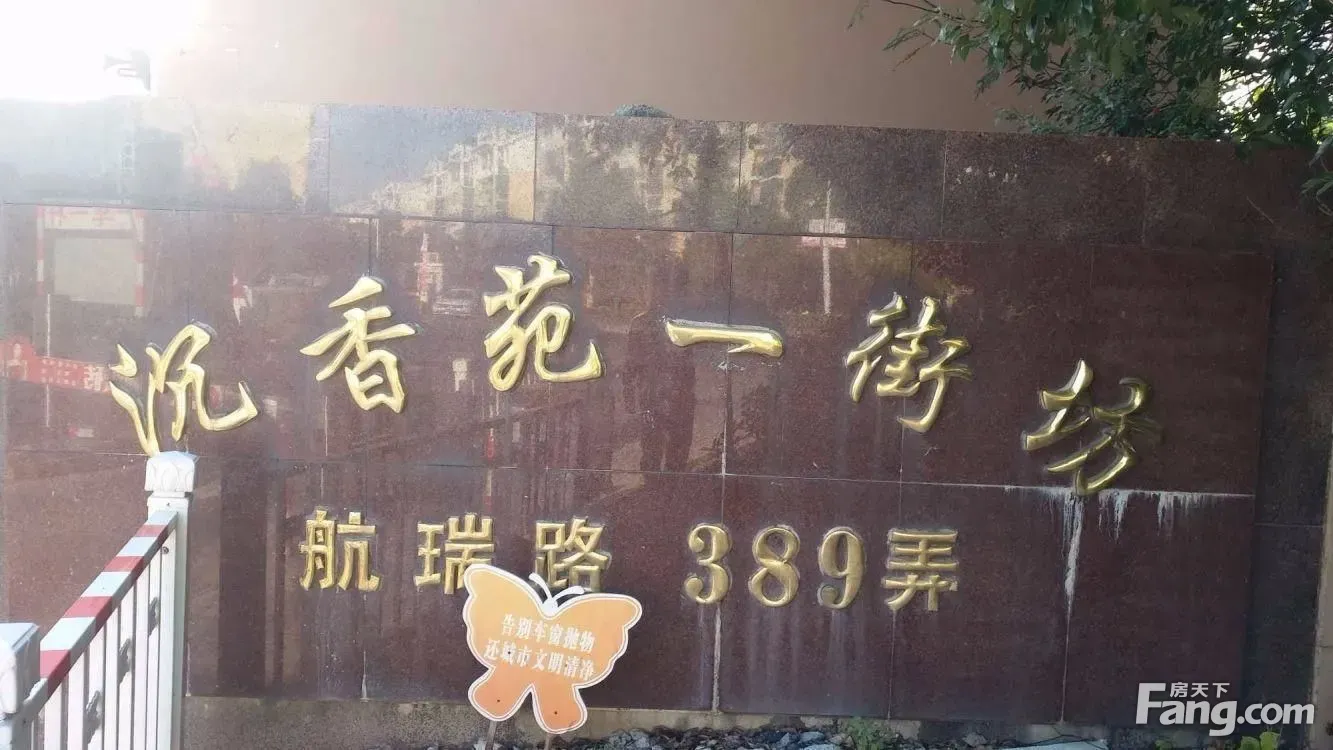 沉香苑一街坊
航瑞路 389弄
告别车窗抛物
还城市文明清净
房天下
Fang.com